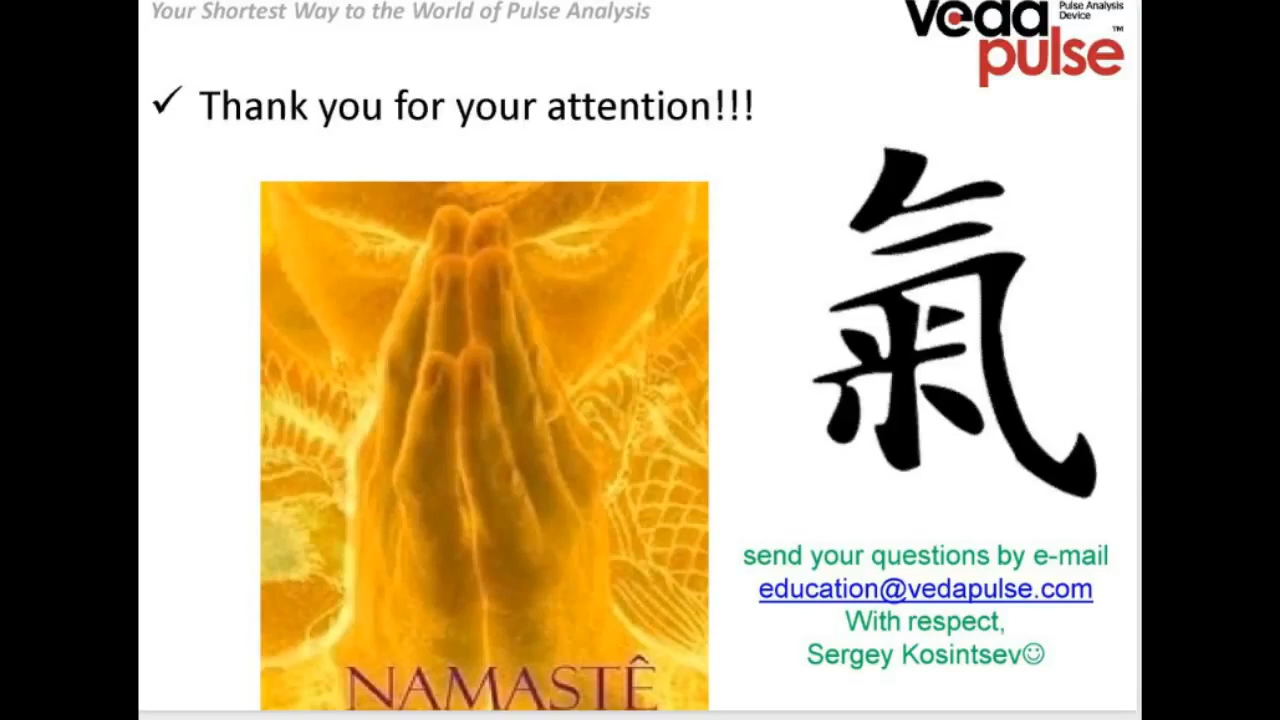 Your Shortest Way to the World of Pulse Analysis
veda Pulse Analysis
Device
pulse ™
✓ Thank you for your attention!!!
氣
NAMASTÊ
send your questions by e-mail
education@vedapulse.com
With respect,
Sergey Kosintsev☺